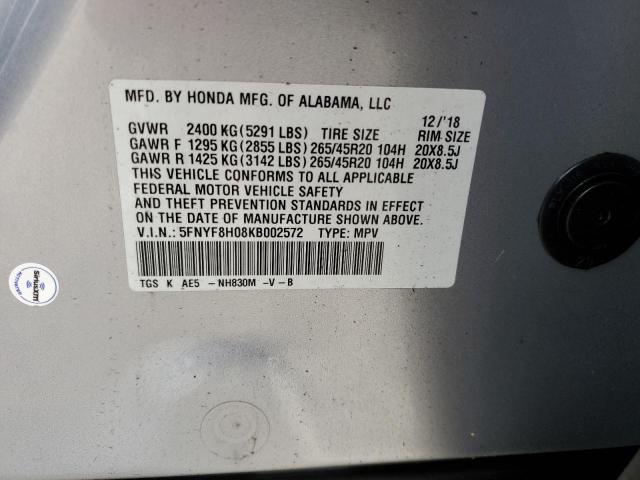 MFD. BY HONDA MFG. OF ALABAMA, LLC
12/'18
GVWR 2400 KG (5291 LBS) TIRE SIZE RIM SIZE
GAWR F 1295 KG (2855 LBS) 265/45R20 104H 20X8.5J
GAWR R 1425 KG (3142 LBS) 265/45R20 104H 20X8.5J
THIS VEHICLE CONFORMS TO ALL APPLICABLE
FEDERAL MOTOR VEHICLE SAFETY
AND THEFT PREVENTION STANDARDS IN EFFECT
ON THE DATE OF MANUFACTURE SHOWN ABOVE.
V.I.N.: 5FNYF8H08KB002572 TYPE: MPV
TGS K AE5 -NH830M -V-B
SiriusXM